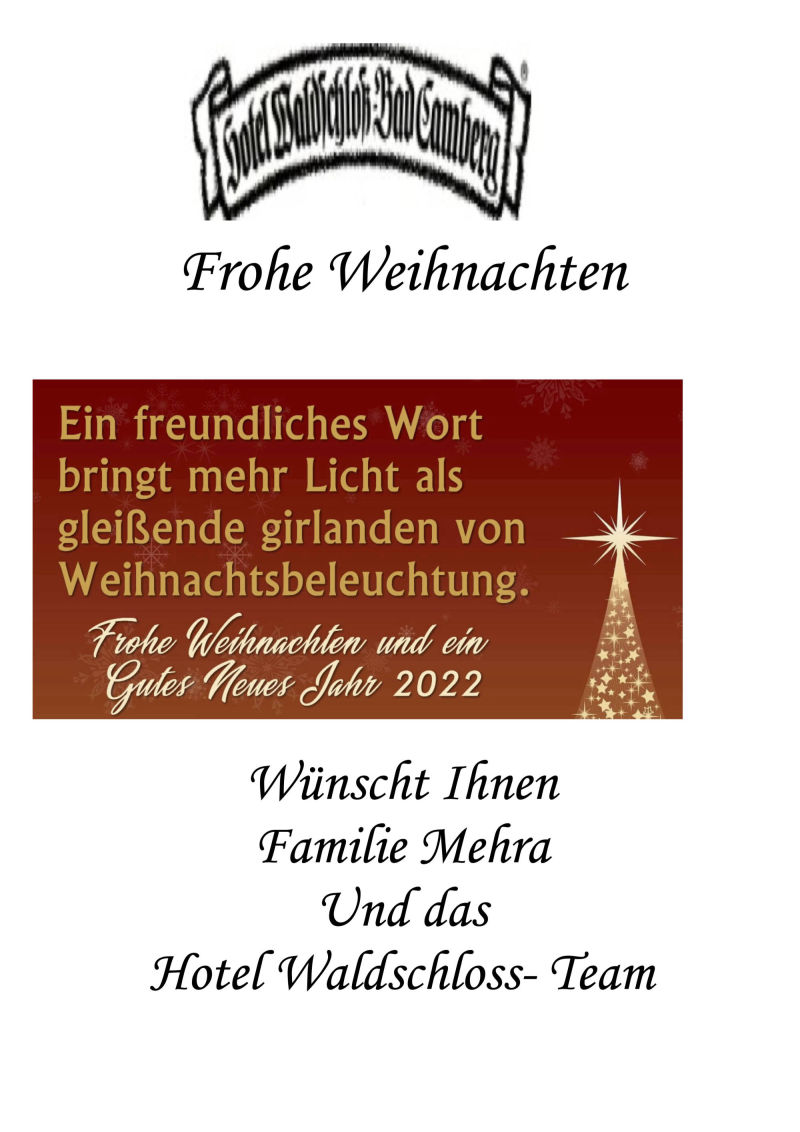 Hotel Waldschloß-Bad Camberg ®
Frohe Weihnachten
Ein freundliches Wort
bringt mehr Licht als
gleißende girlanden von
Weihnachtsbeleuchtung.
Frohe Weihnachten und ein
Gutes Neues Jahr 2022
Wünscht Ihnen
Familie Mehra
Und das
Hotel Waldschloss- Team